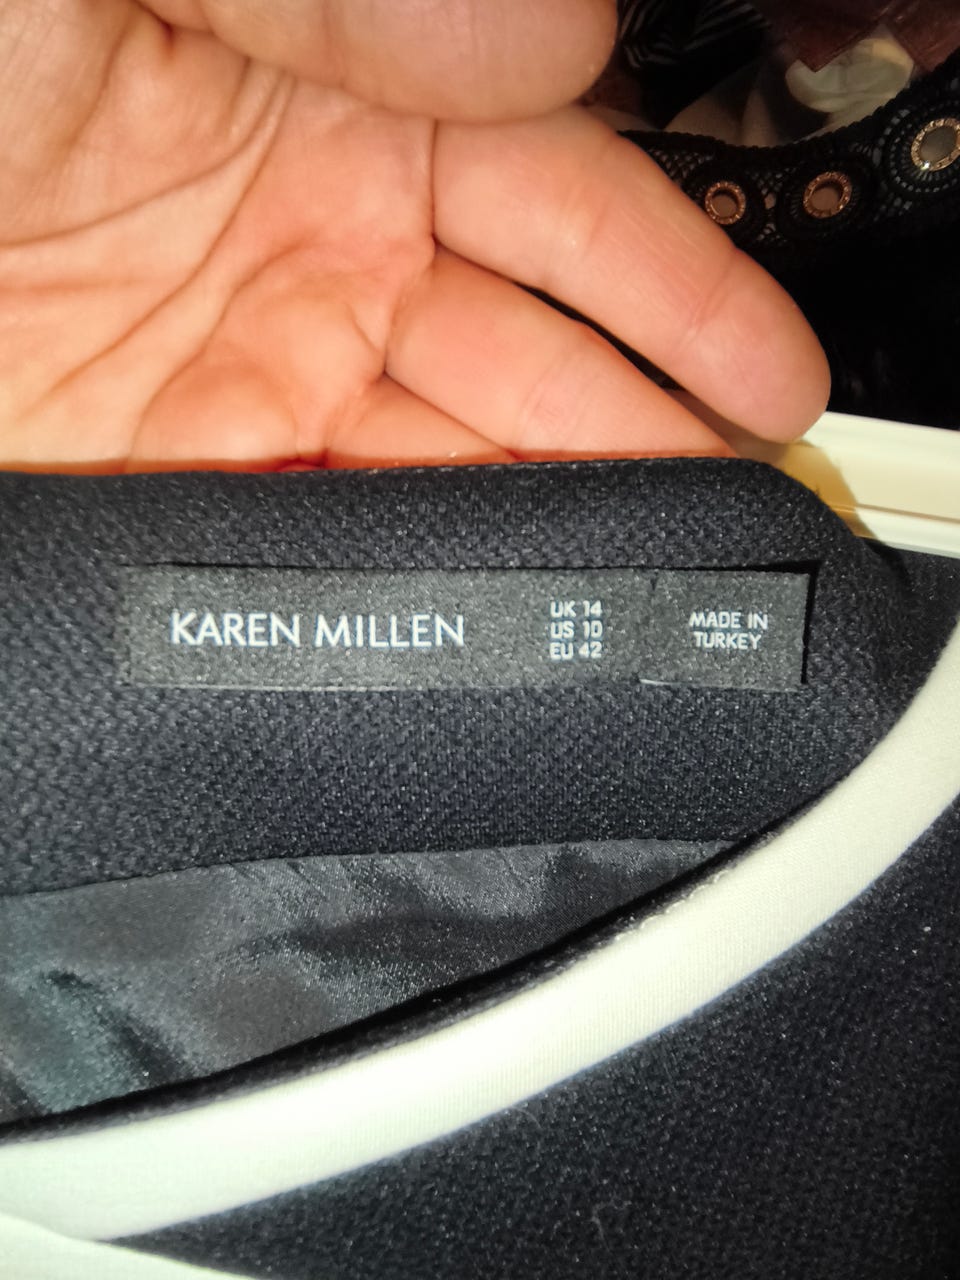 KAREN MILLEN
UK 14
US 10
EU 42
MADE IN
TURKEY